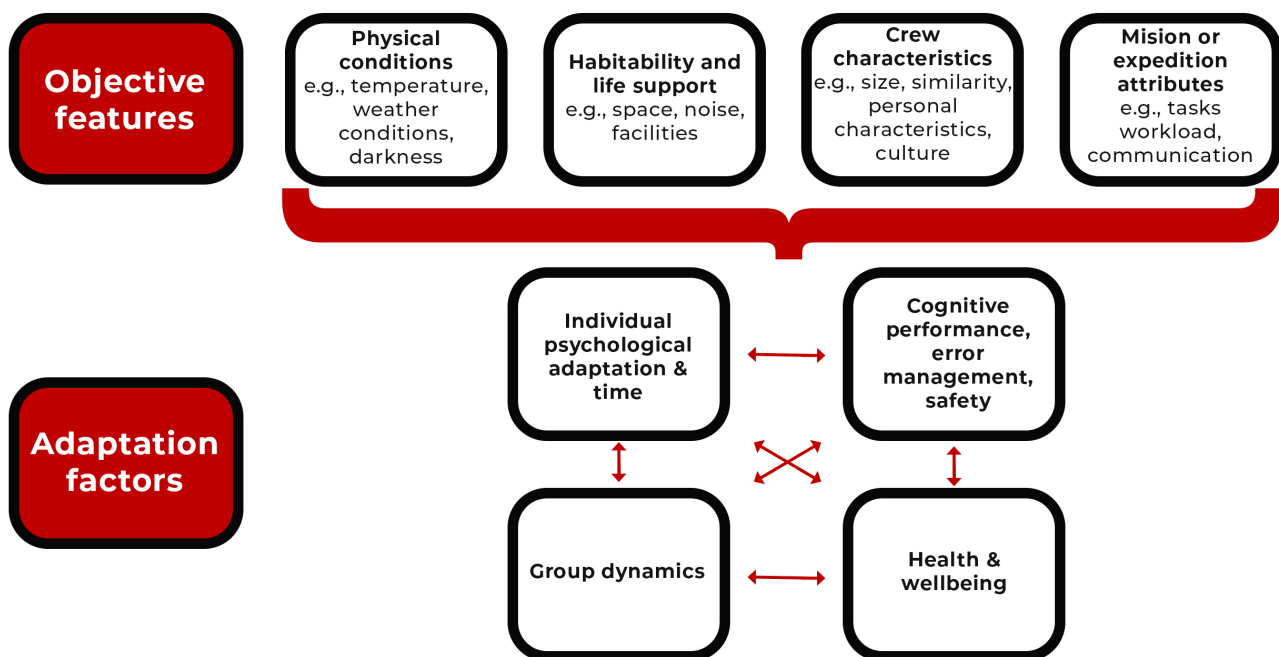 Objective
features
Physical
conditions
e.g., temperature,
weather
conditions,
darkness
Habitability and
life support
e.g., space, noise,
facilities
Crew
characteristics
e.g., size, similarity,
personal
characteristics,
culture
Mision or
expedition
attributes
e.g., tasks
workload,
communication
Adaptation
factors
Individual
psychological
adaptation &
time
Cognitive
performance,
error
management,
safety
Group dynamics
Health &
wellbeing